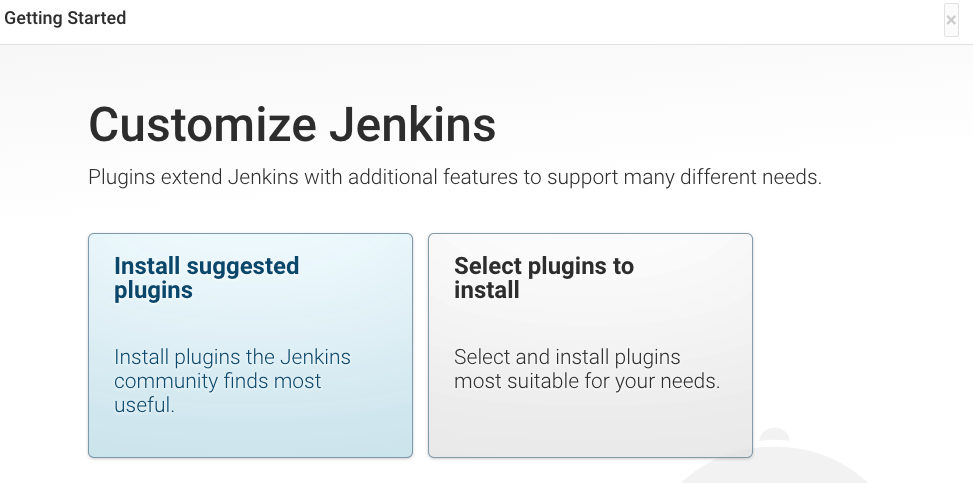 Getting Started
×
Customize Jenkins
Plugins extend Jenkins with additional features to support many different needs.
Install suggested
plugins
Install plugins the Jenkins
community finds most
useful.
Select plugins to
install
Select and install plugins
most suitable for your needs.